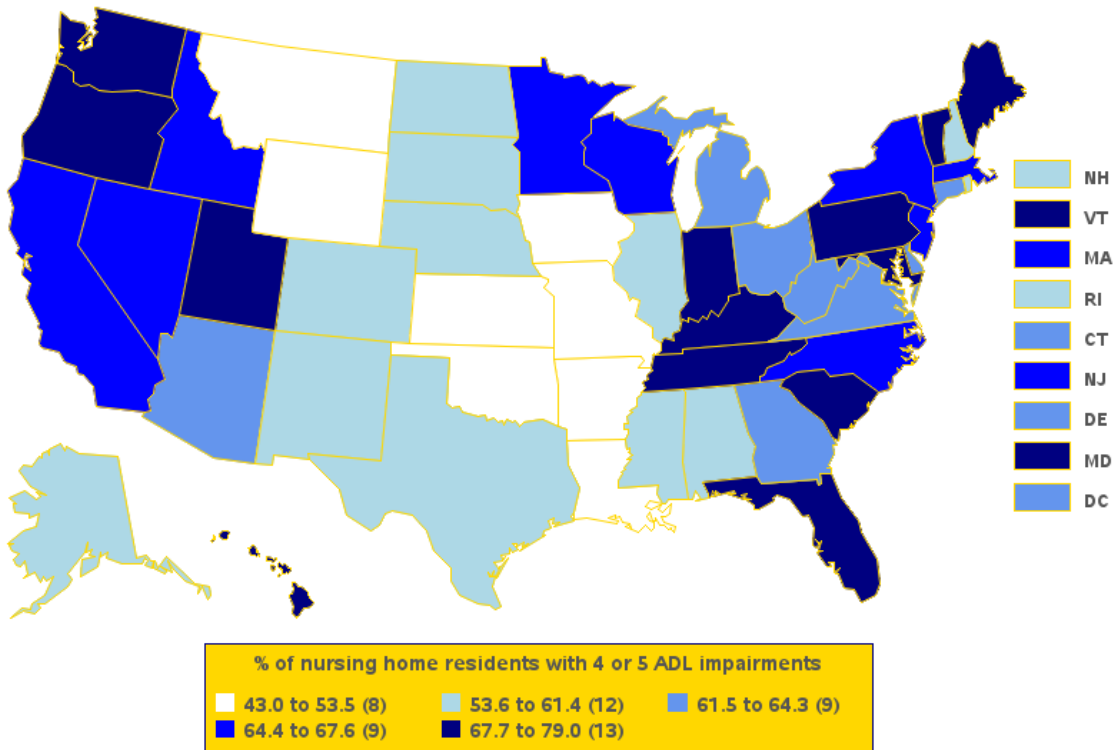 NH
VT
MA
RI
CT
NJ
DE
MD
DC
% of nursing home residents with 4 or 5 ADL impairments
43.0 to 53.5 (8) 53.6 to 61.4 (12) 61.5 to 64.3 (9)
64.4 to 67.6 (9) 67.7 to 79.0 (13)